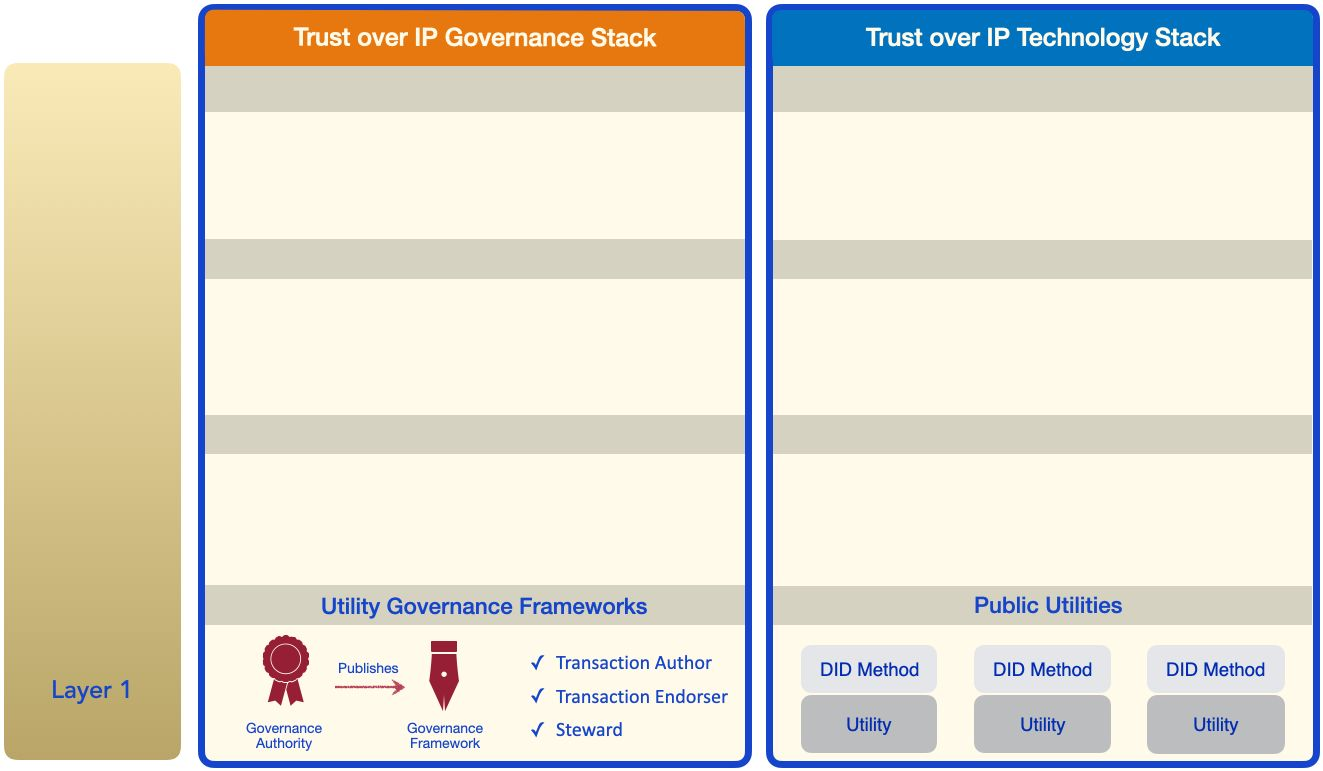 Trust over IP Governance Stack
Trust over IP Technology Stack
Utility Governance Frameworks
Public Utilities
Layer 1
Publishes
Governance
Authority
Governance
Framework
✓ Transaction Author
✓ Transaction Endorser
✓ Steward
DID Method
DID Method
DID Method
Utility
Utility
Utility